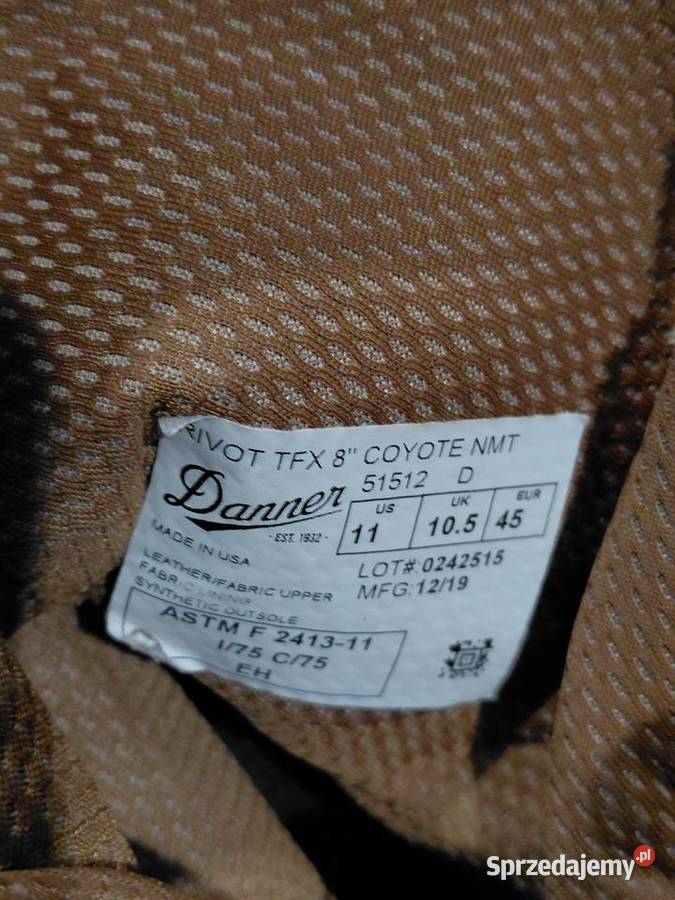 RIVOT TFX 8" COYOTE NMT
Danner
51512 D
-EST. 1932-
US UK EUR
11 10.5 45
MADE IN USA
LEATHER/FABRIC UPPER
FABRIC LINING
SYNTHETIC OUTSOLE
LOT#:0242515
MFG:12/19
ASTM F 2413-11
I/75 C/75
EH
Sprzedajemy.pl